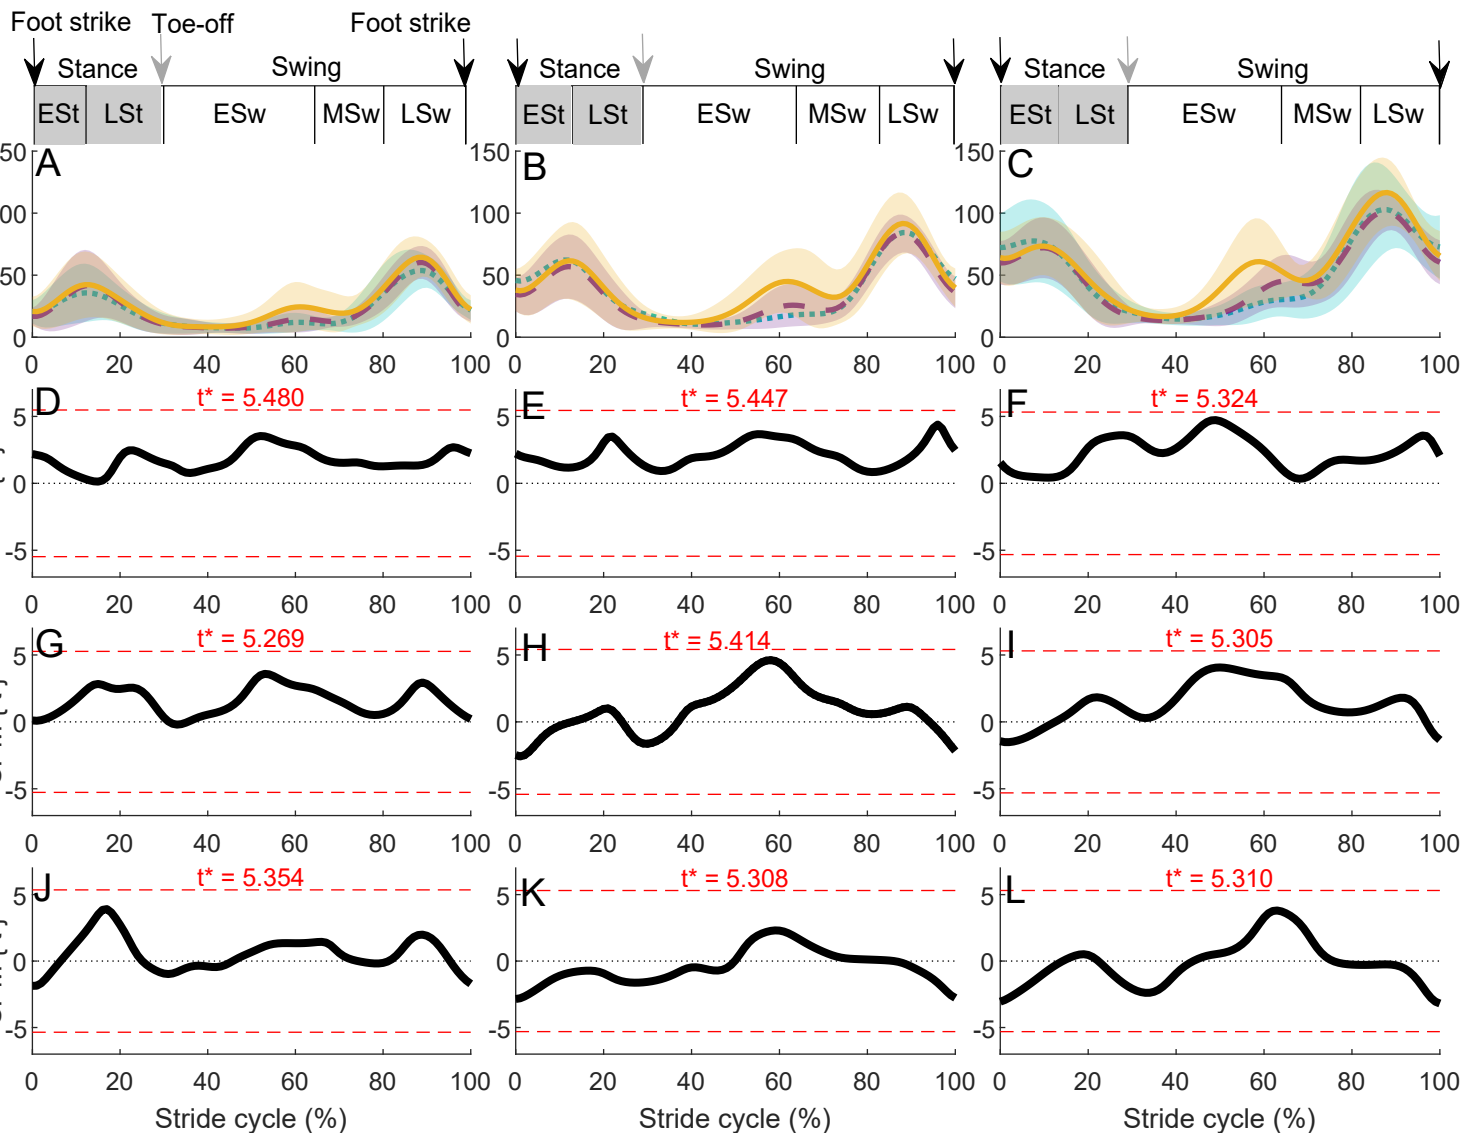 Foot strike Toe-off Foot strike
Stance Swing Stance Swing Stance Swing
ESt LSt ESw MSw LSw ESt LSt ESw MSw LSw ESt LSt ESw MSw LSw
A B C
50 150 150
00 100 100
50 50 50
0 0 0
0 20 40 60 80 100 0 20 40 60 80 100 0 20 40 60 80 100
D t* = 5.480 E t* = 5.447 F t* = 5.324
5 5 5
0 0 0
-5 -5 -5
0 20 40 60 80 100 0 20 40 60 80 100 0 20 40 60 80 100
G t* = 5.269 H t* = 5.414 I t* = 5.305
5 5 5
0 0 0
-5 -5 -5
0 20 40 60 80 100 0 20 40 60 80 100 0 20 40 60 80 100
J t* = 5.354 K t* = 5.308 L t* = 5.310
5 5 5
0 0 0
-5 -5 -5
0 20 40 60 80 100 0 20 40 60 80 100 0 20 40 60 80 100
Stride cycle (%) Stride cycle (%) Stride cycle (%)